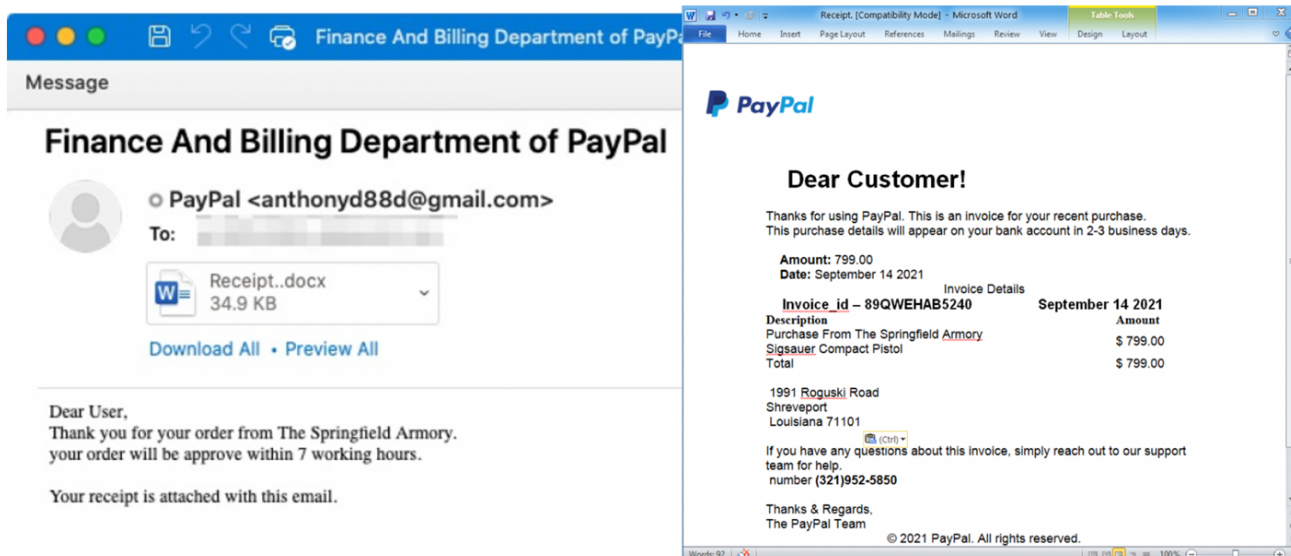 Finance And Billing Department of PayPa
Message
Finance And Billing Department of PayPal
PayPal <anthonyd88d@gmail.com>
To:
Receipt..docx
34.9 KB
Download All • Preview All
Dear User,
Thank you for your order from The Springfield Armory.
your order will be approve within 7 working hours.
Your receipt is attached with this email.
Receipt. [Compatibility Mode] - Microsoft Word
Table Tools
File Home Insert Page Layout References Mailings Review View Design Layout
PayPal
Dear Customer!
Thanks for using PayPal. This is an invoice for your recent purchase.
This purchase details will appear on your bank account in 2-3 business days.
Amount: 799.00
Date: September 14 2021
Invoice Details
Invoice_id – 89QWEHAB5240 September 14 2021
Description Amount
Purchase From The Springfield Armory
Sigsauer Compact Pistol $ 799.00
Total $ 799.00
1991 Roguski Road
Shreveport
Louisiana 71101
(Ctrl)
If you have any questions about this invoice, simply reach out to our support
team for help.
number (321)952-5850
Thanks & Regards,
The PayPal Team
© 2021 PayPal. All rights reserved.
Words: 92 100%